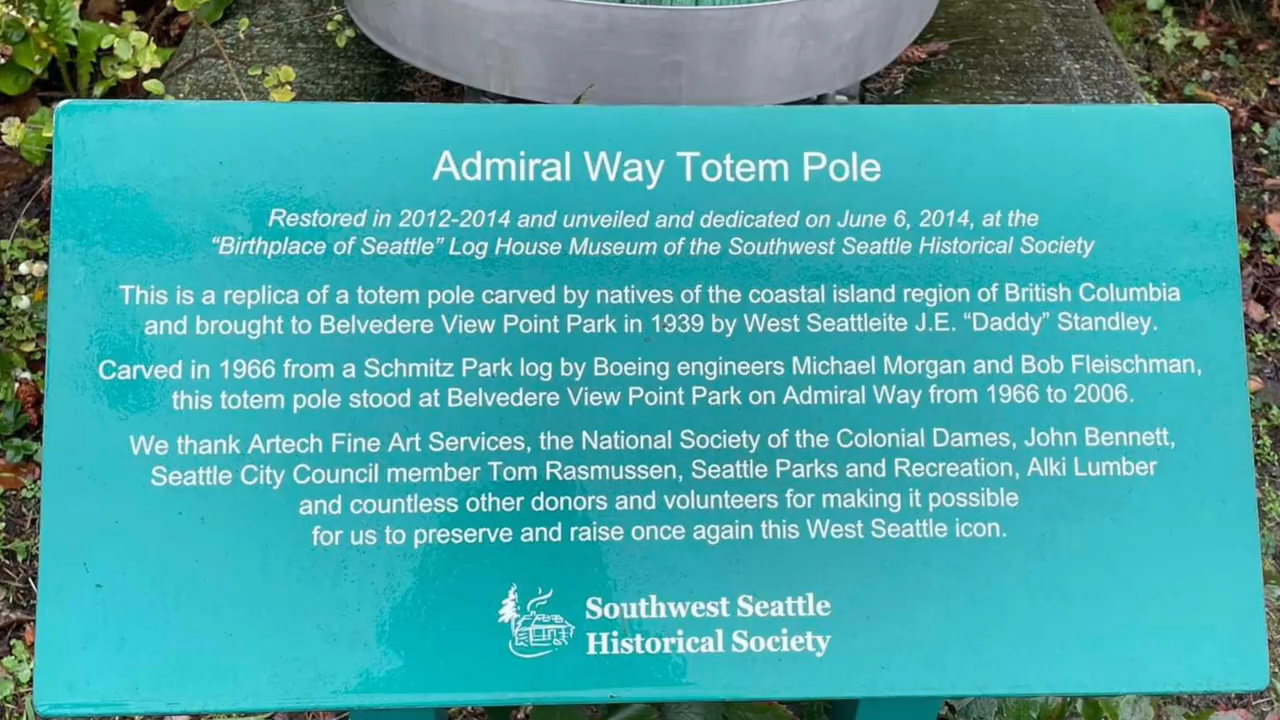 Admiral Way Totem Pole
Restored in 2012-2014 and unveiled and dedicated on June 6, 2014, at the
“Birthplace of Seattle” Log House Museum of the Southwest Seattle Historical Society
This is a replica of a totem pole carved by natives of the coastal island region of British Columbia
and brought to Belvedere View Point Park in 1939 by West Seattleite J.E. “Daddy” Standley.
Carved in 1966 from a Schmitz Park log by Boeing engineers Michael Morgan and Bob Fleischman,
this totem pole stood at Belvedere View Point Park on Admiral Way from 1966 to 2006.
We thank Artech Fine Art Services, the National Society of the Colonial Dames, John Bennett,
Seattle City Council member Tom Rasmussen, Seattle Parks and Recreation, Alki Lumber
and countless other donors and volunteers for making it possible
for us to preserve and raise once again this West Seattle icon.
Southwest Seattle
Historical Society